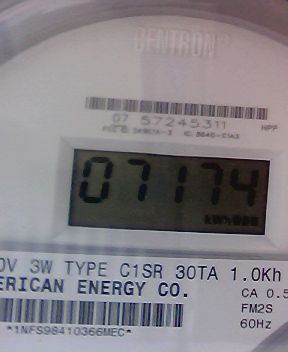 CENTRON®
07 57245311
07174
kWh
0V 3W TYPE C1SR 30TA 1.0Kh
ERICAN ENERGY CO.
CA 0.5
FM2S
60Hz
*1NFS98410366MEC*